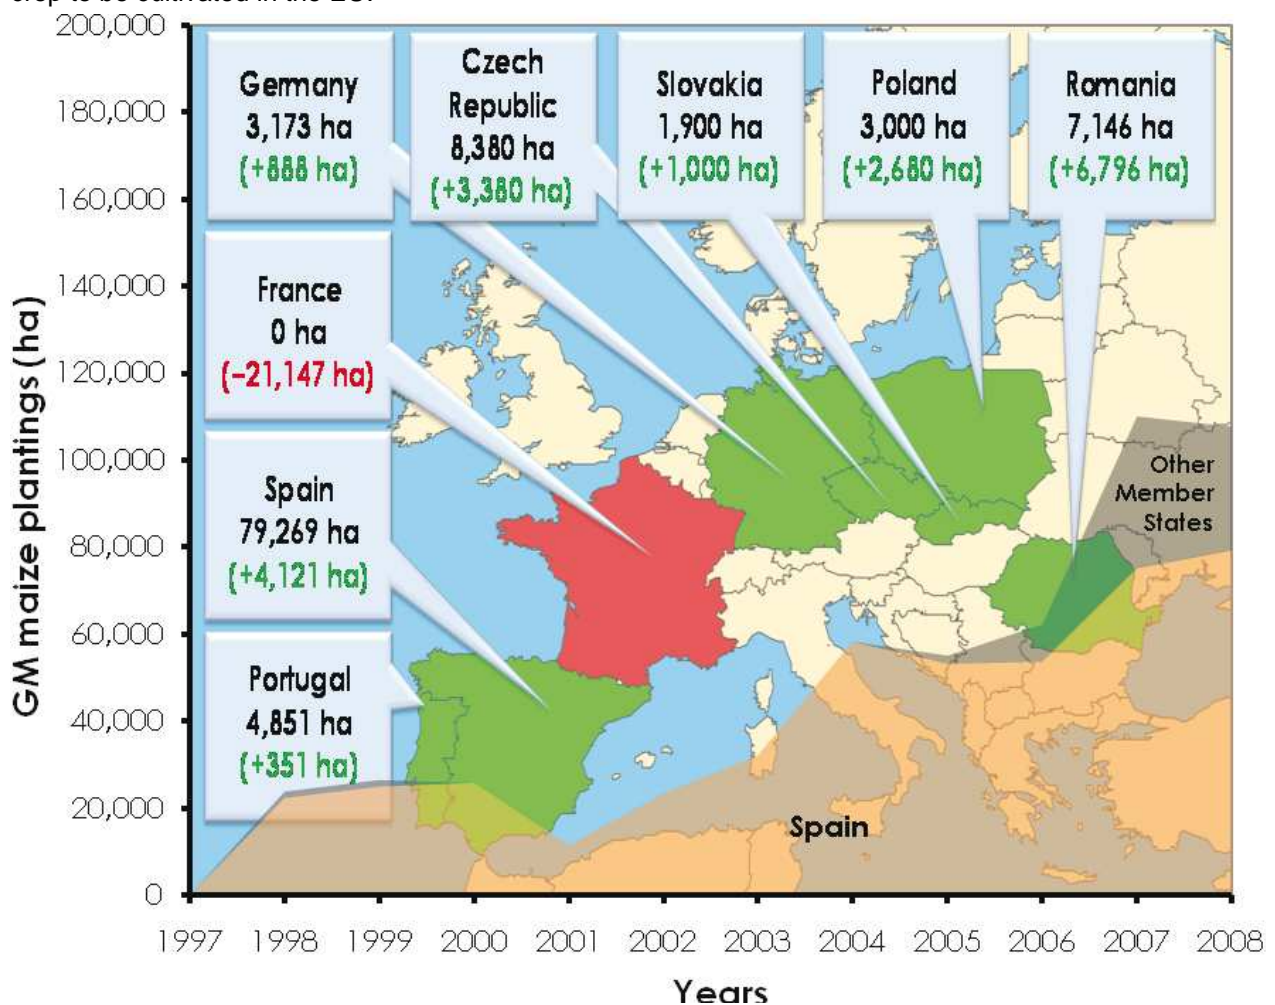 200,000
180,000
160,000
140,000
120,000
100,000
80,000
60,000
40,000
20,000
0
GM maize plantings (ha)
Germany
3,173 ha
(+888 ha)
Czech
Republic
8,380 ha
(+3,380 ha)
Slovakia
1,900 ha
(+1,000 ha)
Poland
3,000 ha
(+2,680 ha)
Romania
7,146 ha
(+6,796 ha)
France
0 ha
(−21,147 ha)
Spain
79,269 ha
(+4,121 ha)
Portugal
4,851 ha
(+351 ha)
Other
Member
States
Spain
1997 1998 1999 2000 2001 2002 2003 2004 2005 2006 2007 2008
Years